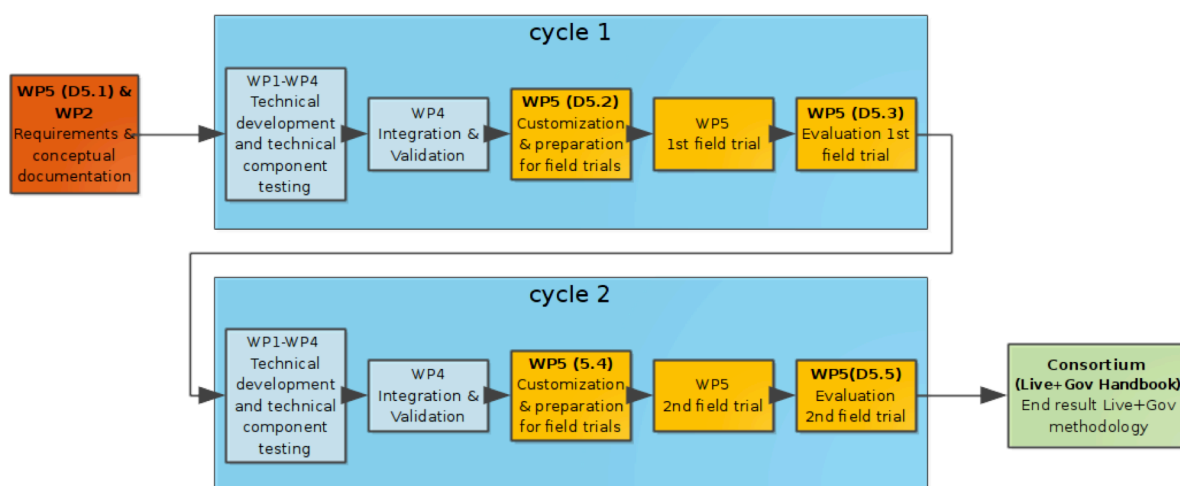 cycle 1
WP5 (D5.1) &
WP2
Requirements &
conceptual
documentation
WP1-WP4
Technical
development
and technical
component
testing
WP4
Integration &
Validation
WP5 (D5.2)
Customization
& preparation
for field trials
WP5
1st field trial
WP5 (D5.3)
Evaluation 1st
field trial
cycle 2
WP1-WP4
Technical
development
and technical
component
testing
WP4
Integration &
Validation
WP5 (5.4)
Customization
& preparation
for field trials
WP5
2nd field trial
WP5(D5.5)
Evaluation
2nd field trial
Consortium
(Live+Gov Handbook)
End result Live+Gov
methodology